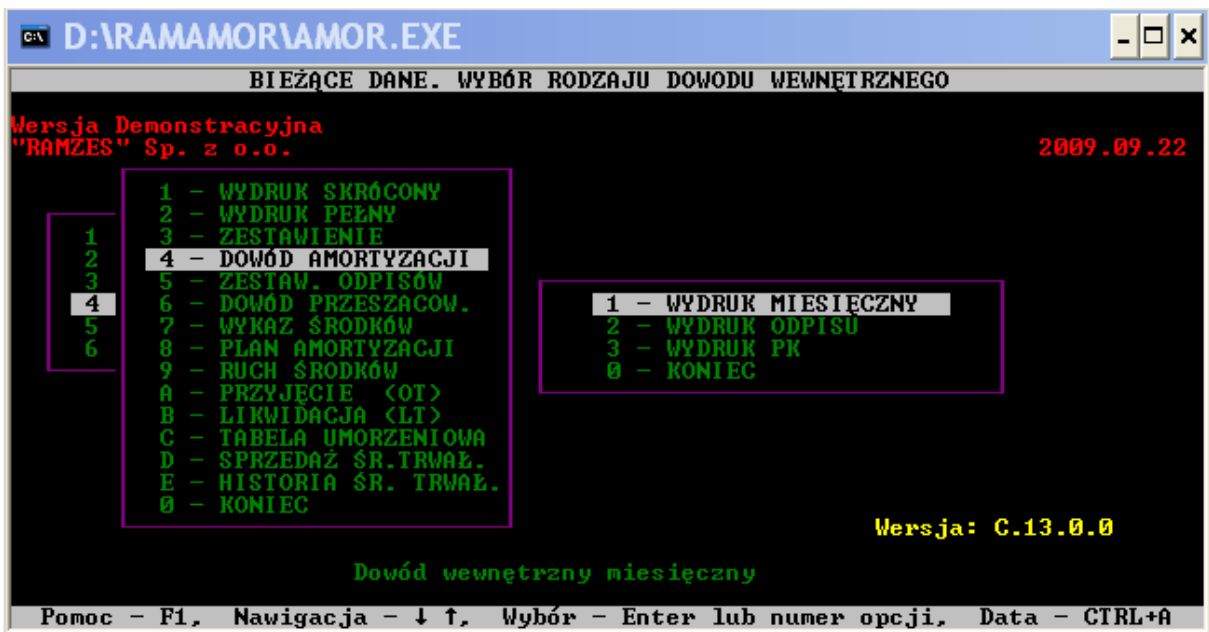 D:\RAMAMOR\AMOR.EXE
BIEŻĄCE DANE. WYBÓR RODZAJU DOWODU WEWNĘTRZNEGO
Wersja Demonstracyjna
"RAMZES" Sp. z o.o. 2009.09.22
1
2
3
4
5
6
1 - WYDRUK SKRÓCONY
2 - WYDRUK PEŁNY
3 - ZESTAWIENIE
4 - DOWÓD AMORTYZACJI
5 - ZESTAW. ODPISÓW
6 - DOWÓD PRZESZACOW.
7 - WYKAZ ŚRODKÓW
8 - PLAN AMORTYZACJI
9 - RUCH ŚRODKÓW
A - PRZYJĘCIE (OT)
B - LIKWIDACJA (LT)
C - TABELA UMORZENIOWA
D - SPRZEDAŻ ŚR.TRWAŁ.
E - HISTORIA ŚR. TRWAŁ.
0 - KONIEC
1 - WYDRUK MIESIĘCZNY
2 - WYDRUK ODPISU
3 - WYDRUK PK
0 - KONIEC
Wersja: C.13.0.0
Dowód wewnętrzny miesięczny
Pomoc - F1, Nawigacja - ↓ ↑, Wybór - Enter lub numer opcji, Data - CTRL+A